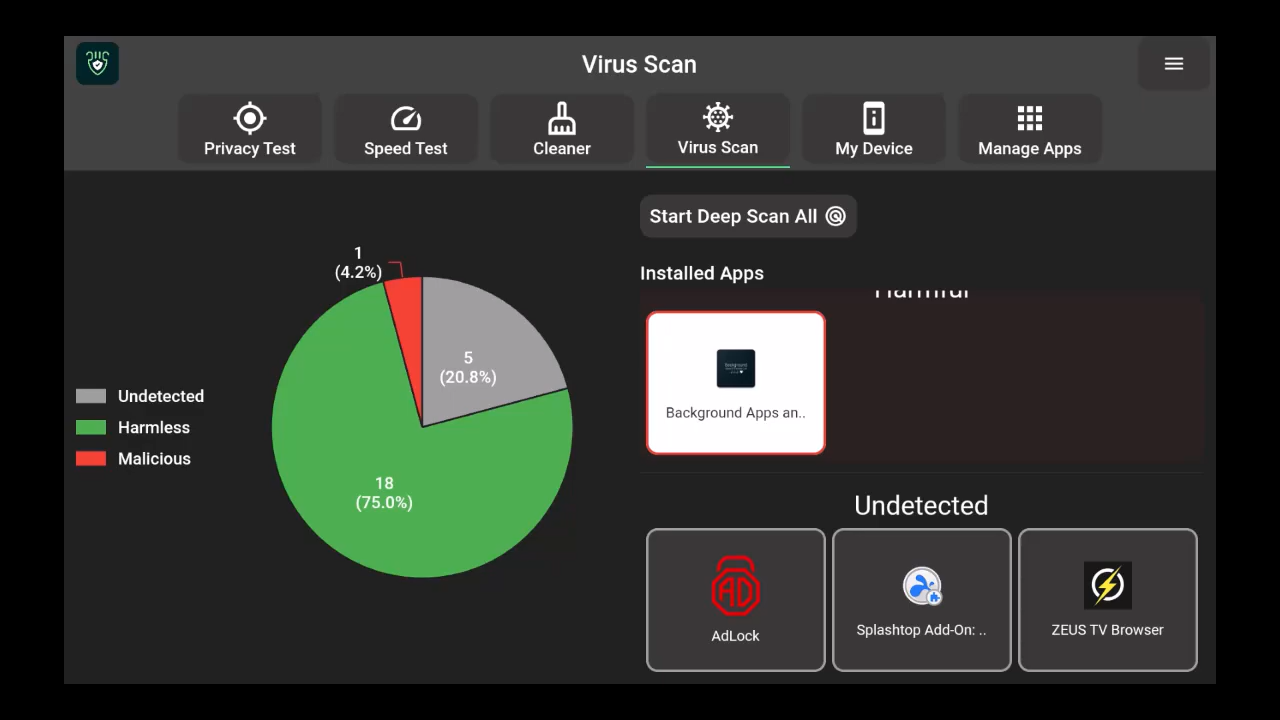 Virus Scan
Privacy Test
Speed Test
Cleaner
Virus Scan
My Device
Manage Apps
Start Deep Scan All
Installed Apps
Harmful
Background Apps an..
Undetected
AD
AdLock
Splashtop Add-On: ..
ZEUS TV Browser
1
(4.2%)
5
(20.8%)
18
(75.0%)
Undetected
Harmless
Malicious